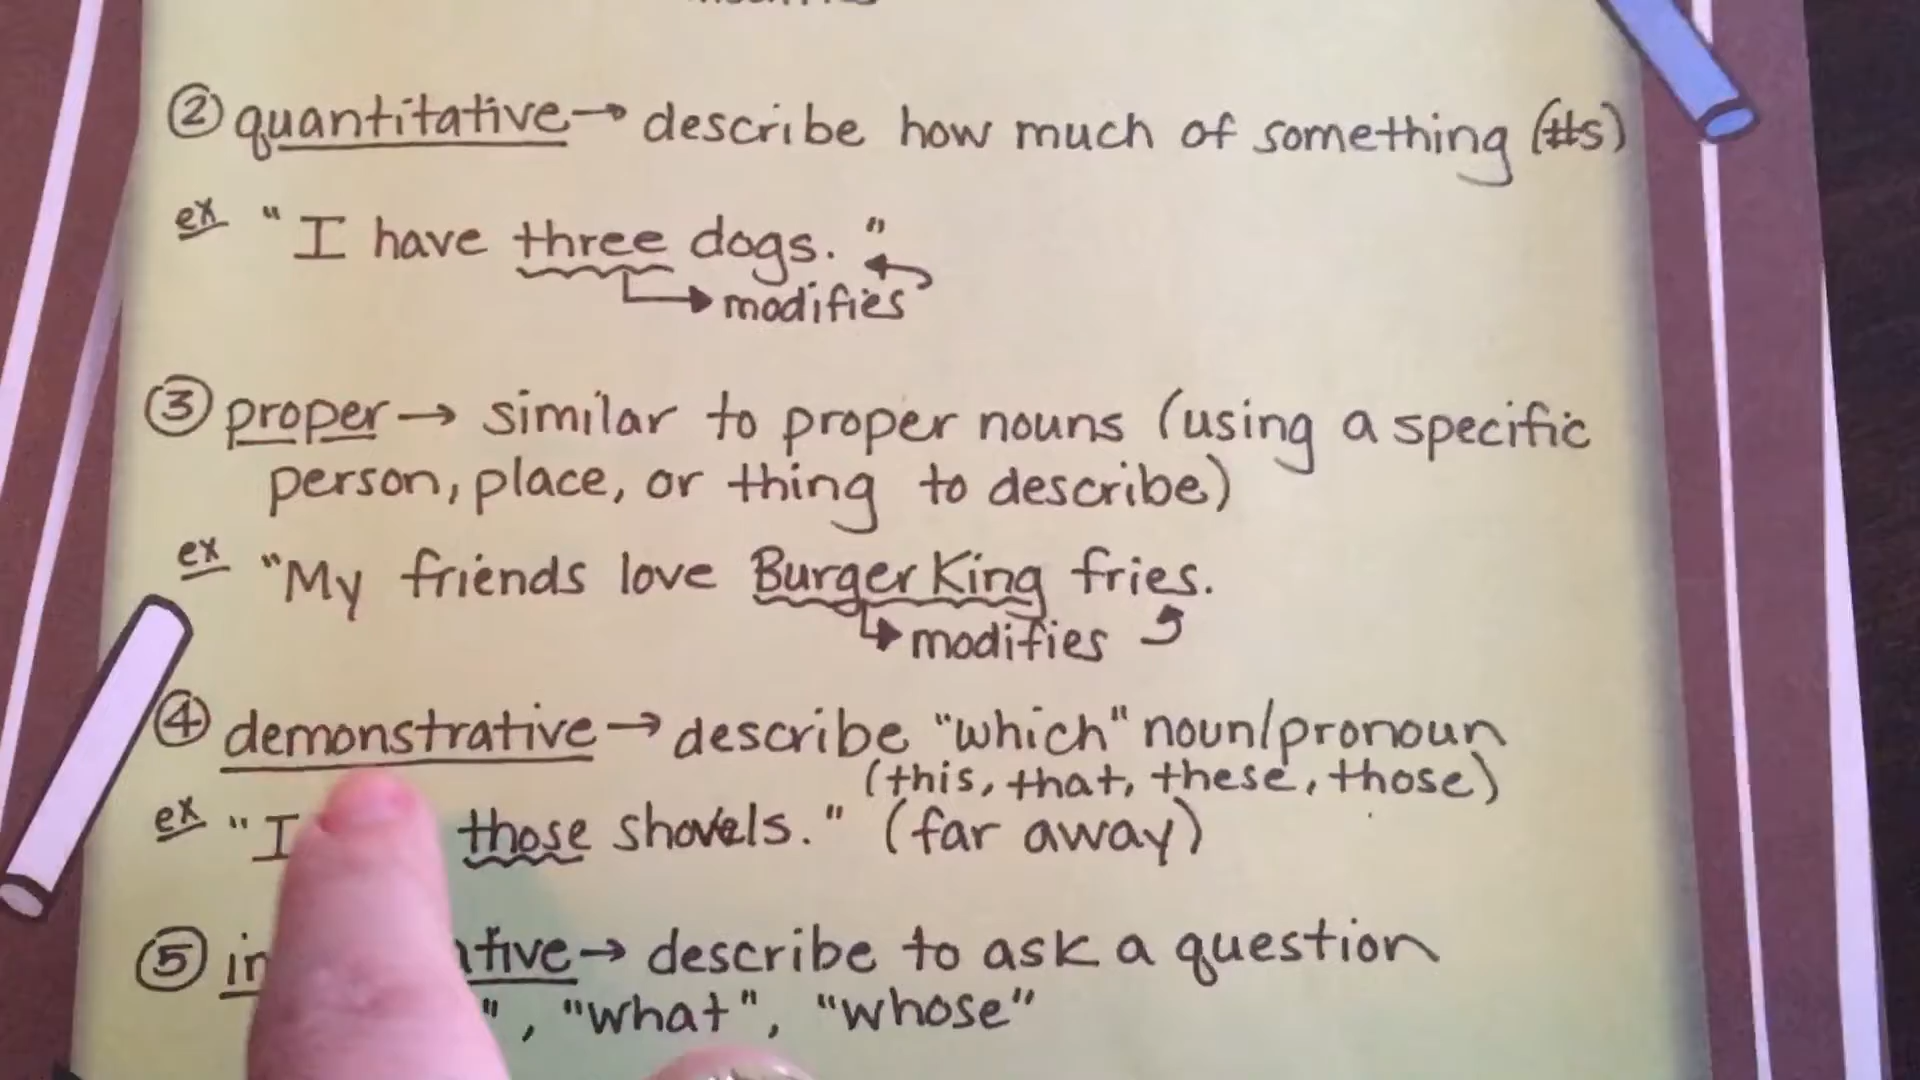 ② quantitative → describe how much of something (#s)
ex "I have three dogs."
modifies
③ proper → similar to proper nouns (using a specific
person, place, or thing to describe)
ex "My friends love Burger King fries.
modifies
④ demonstrative → describe "which" noun/pronoun
(this, that, these, those)
ex "I those shovels." (far away)
⑤ → describe to ask a question
", "what", "whose"